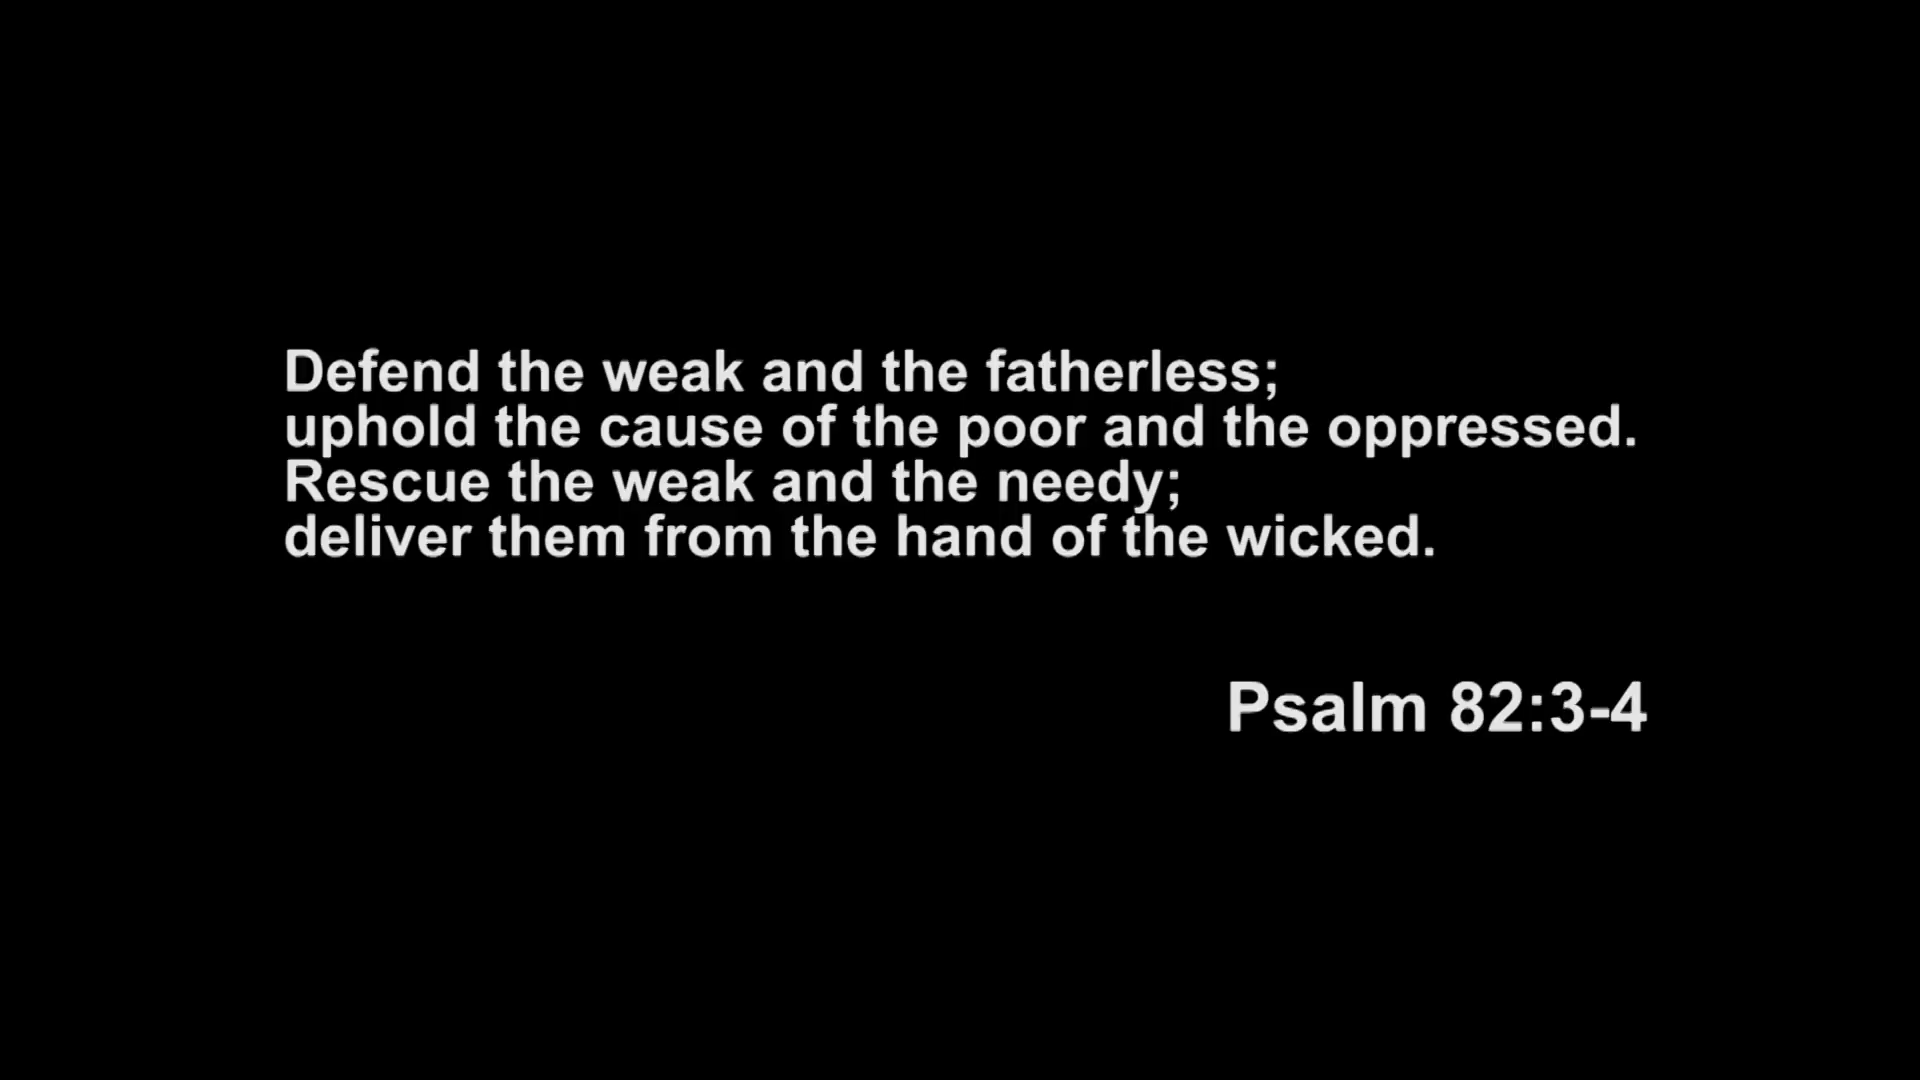 Defend the weak and the fatherless;
uphold the cause of the poor and the oppressed.
Rescue the weak and the needy;
deliver them from the hand of the wicked.
Psalm 82:3-4